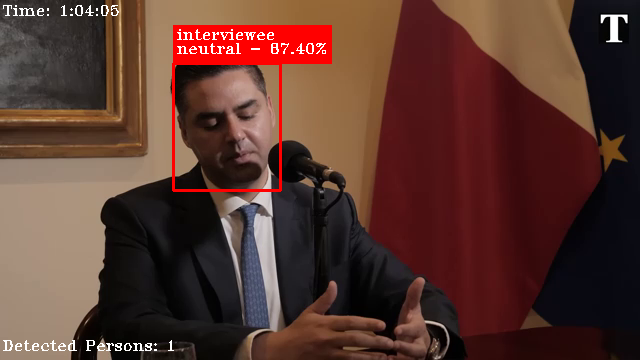 Time: 1:04:05
T
interviewee
neutral - 87.40%
Detected Persons: 1